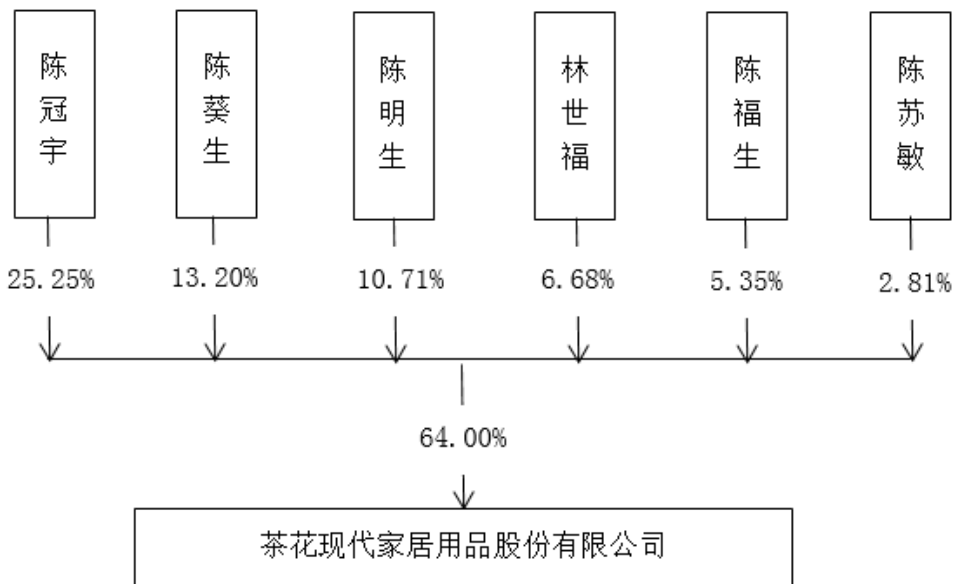 陈冠宇
陈葵生
陈明生
林世福
陈福生
陈苏敏
25.25%
13.20%
10.71%
6.68%
5.35%
2.81%
64.00%
茶花现代家居用品股份有限公司